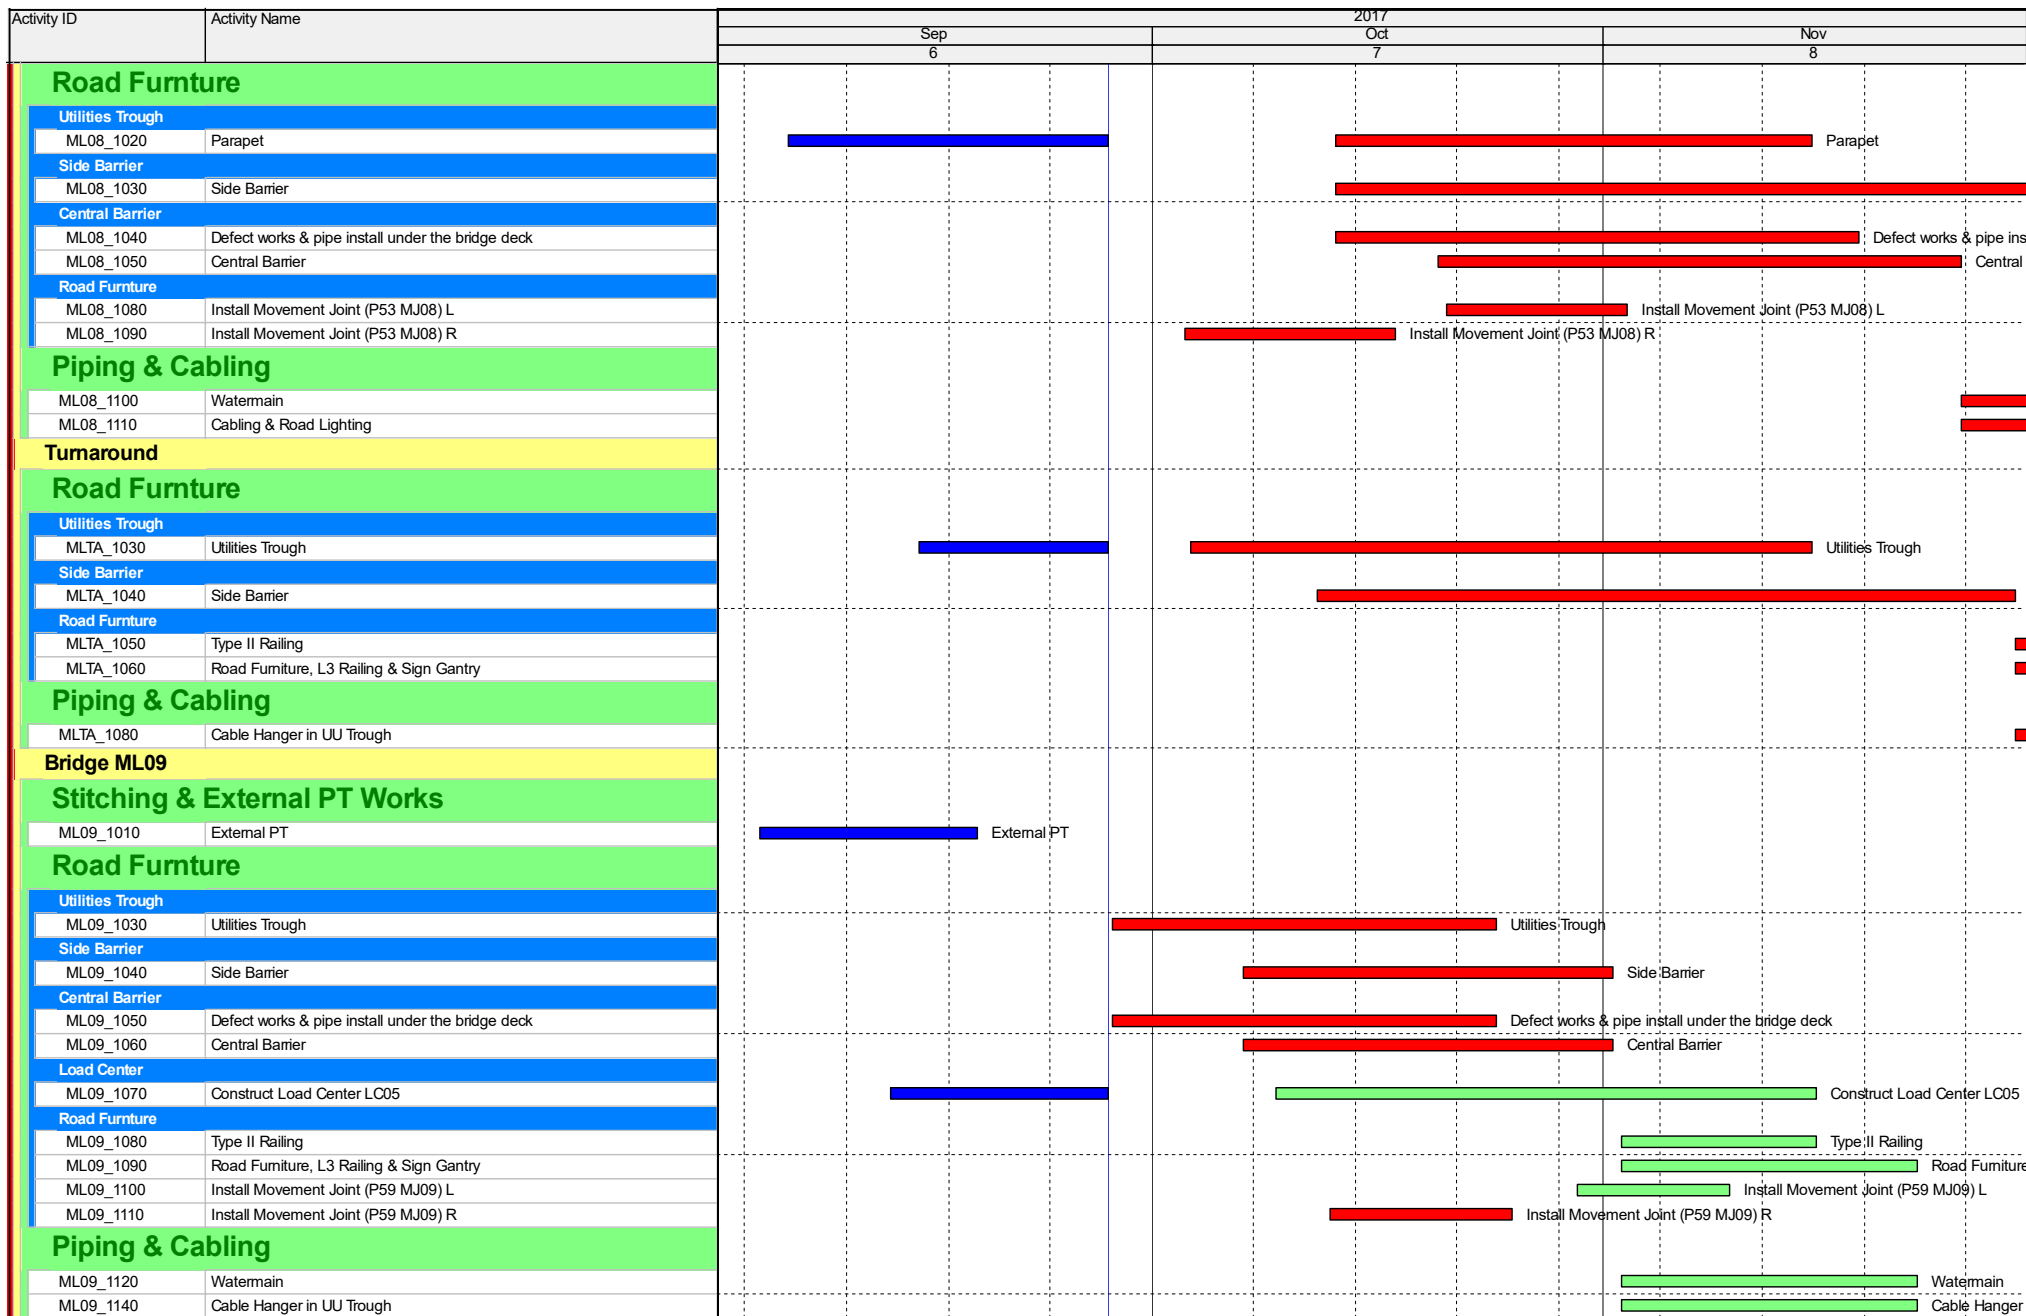 Activity ID Activity Name 2017
Sep Oct Nov
6 7 8
Road Furnture
Utilities Trough
ML08_1020 Parapet Parapet
Side Barrier
ML08_1030 Side Barrier
Central Barrier
ML08_1040 Defect works & pipe install under the bridge deck Defect works & pipe ins
ML08_1050 Central Barrier Central
Road Furnture
ML08_1080 Install Movement Joint (P53 MJ08) L Install Movement Joint (P53 MJ08) L
ML08_1090 Install Movement Joint (P53 MJ08) R Install Movement Joint (P53 MJ08) R
Piping & Cabling
ML08_1100 Watermain
ML08_1110 Cabling & Road Lighting
Turnaround
Road Furnture
Utilities Trough
MLTA_1030 Utilities Trough Utilities Trough
Side Barrier
MLTA_1040 Side Barrier
Road Furnture
MLTA_1050 Type II Railing
MLTA_1060 Road Furniture, L3 Railing & Sign Gantry
Piping & Cabling
MLTA_1080 Cable Hanger in UU Trough
Bridge ML09
Stitching & External PT Works
ML09_1010 External PT External PT
Road Furnture
Utilities Trough
ML09_1030 Utilities Trough Utilities Trough
Side Barrier
ML09_1040 Side Barrier Side Barrier
Central Barrier
ML09_1050 Defect works & pipe install under the bridge deck Defect works & pipe install under the bridge deck
ML09_1060 Central Barrier Central Barrier
Load Center
ML09_1070 Construct Load Center LC05 Construct Load Center LC05
Road Furnture
ML09_1080 Type II Railing Type II Railing
ML09_1090 Road Furniture, L3 Railing & Sign Gantry Road Furniture
ML09_1100 Install Movement Joint (P59 MJ09) L Install Movement Joint (P59 MJ09) L
ML09_1110 Install Movement Joint (P59 MJ09) R Install Movement Joint (P59 MJ09) R
Piping & Cabling
ML09_1120 Watermain Watermain
ML09_1140 Cable Hanger in UU Trough Cable Hanger